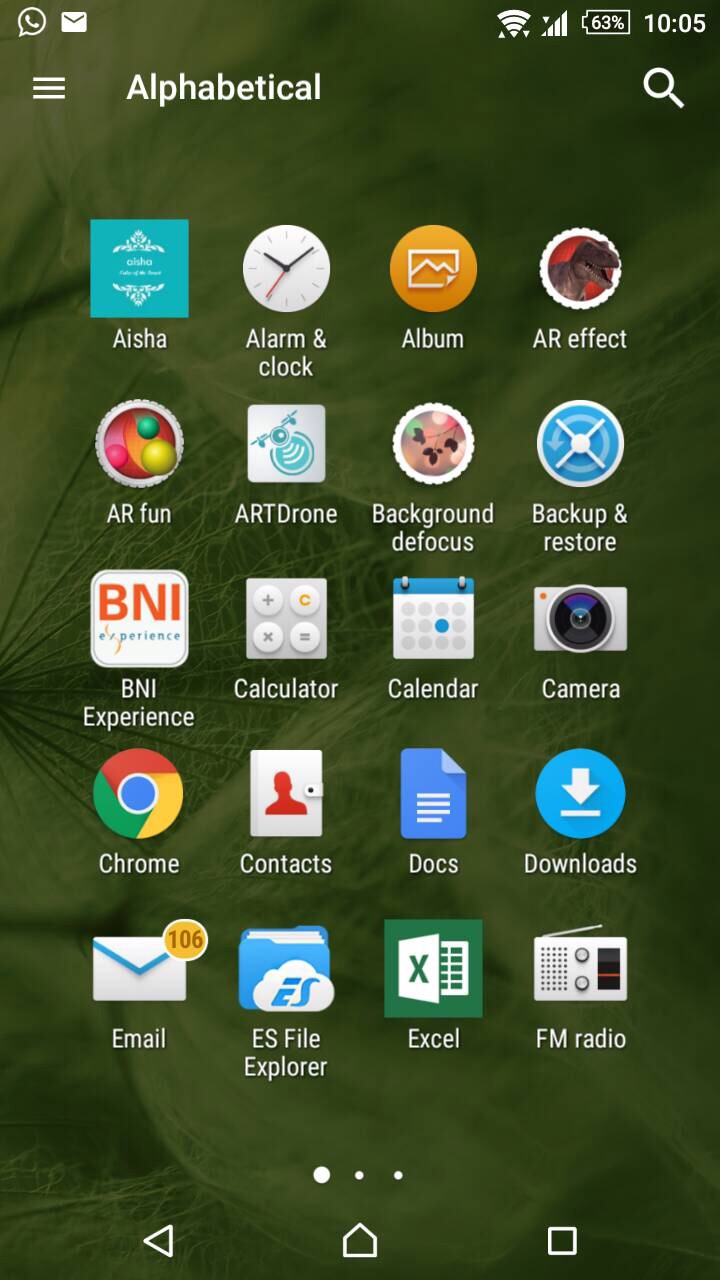 63% 10:05
Alphabetical
aisha
Aisha
Alarm &
clock
Album
AR effect
AR fun
ARTDrone
Background
defocus
Backup &
restore
BNI
experience
BNI
Experience
+ C
× =
Calculator
Calendar
Camera
Chrome
Contacts
Docs
Downloads
106
Email
ES
ES File
Explorer
X
Excel
FM radio